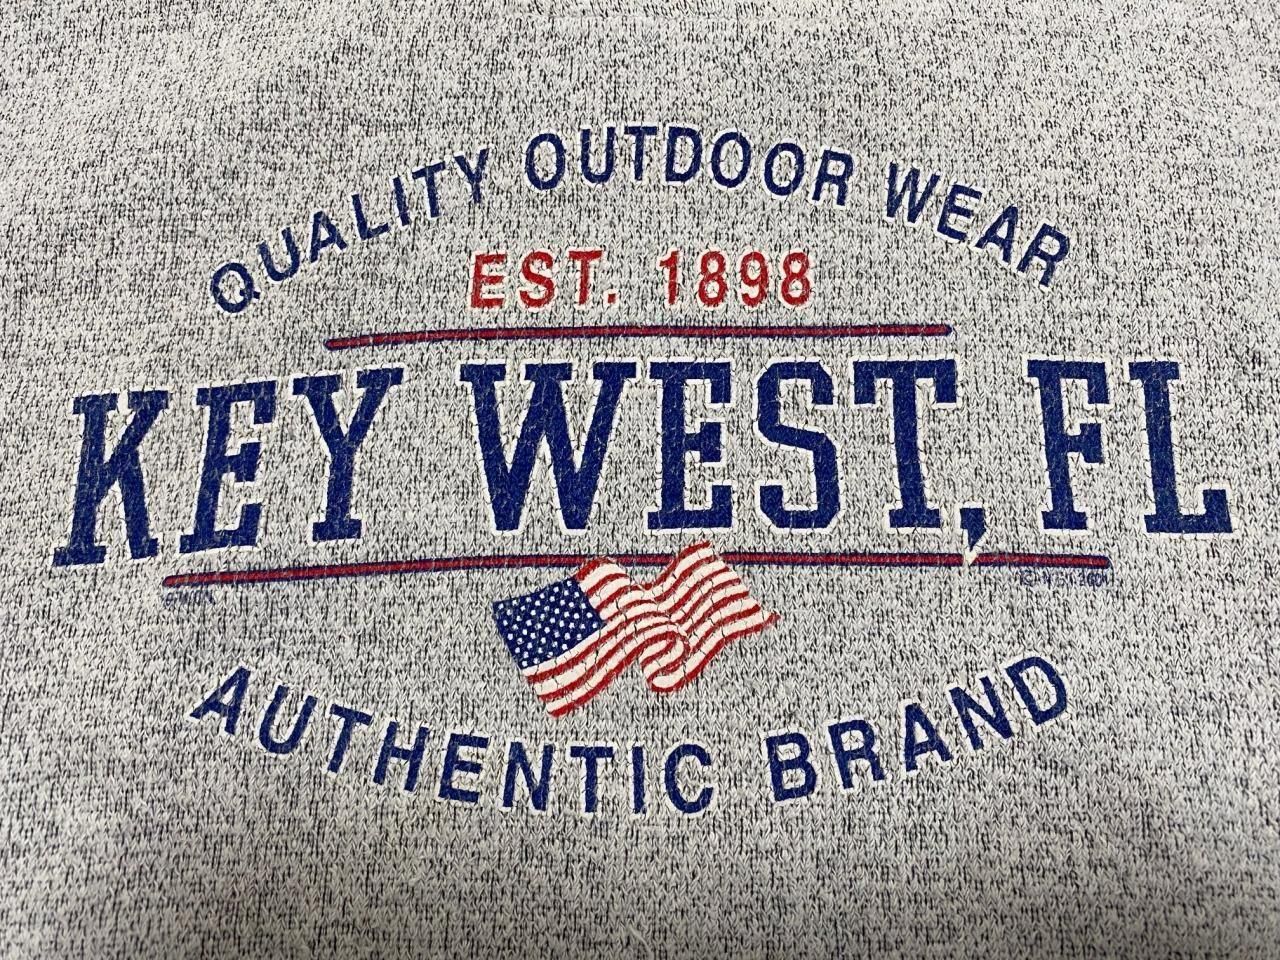 QUALITY OUTDOOR WEAR
EST. 1898
KEY WEST, FL
AUTHENTIC BRAND